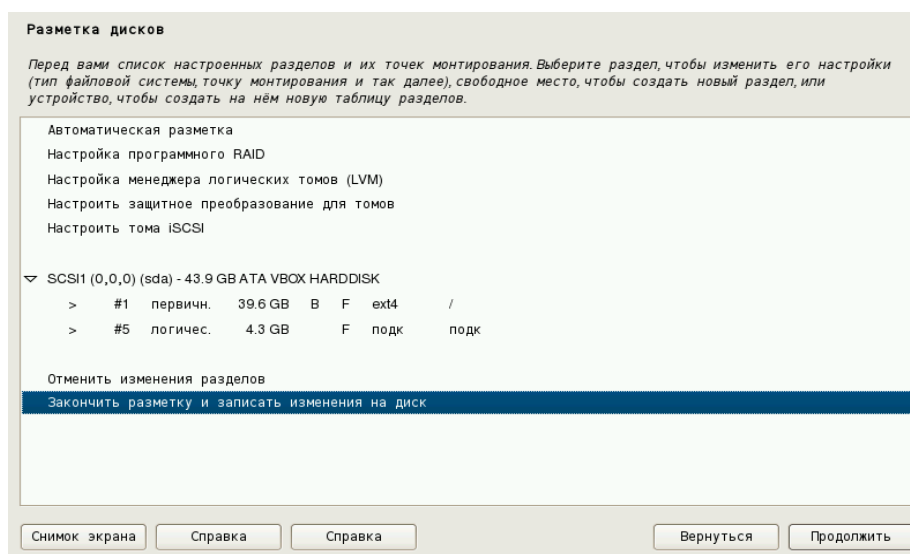 Разметка дисков
Перед вами список настроенных разделов и их точек монтирования. Выберите раздел, чтобы изменить его настройки
(тип файловой системы, точку монтирования и так далее), свободное место, чтобы создать новый раздел, или
устройство, чтобы создать на нём новую таблицу разделов.
Автоматическая разметка
Настройка программного RAID
Настройка менеджера логических томов (LVM)
Настроить защитное преобразование для томов
Настроить тома iSCSI
SCSI1 (0,0,0) (sda) - 43.9 GB ATA VBOX HARDDISK
> #1 первичн. 39.6 GB B F ext4 /
> #5 логичес. 4.3 GB F подк подк
Отменить изменения разделов
Закончить разметку и записать изменения на диск
Снимок экрана Справка Справка Вернуться Продолжить